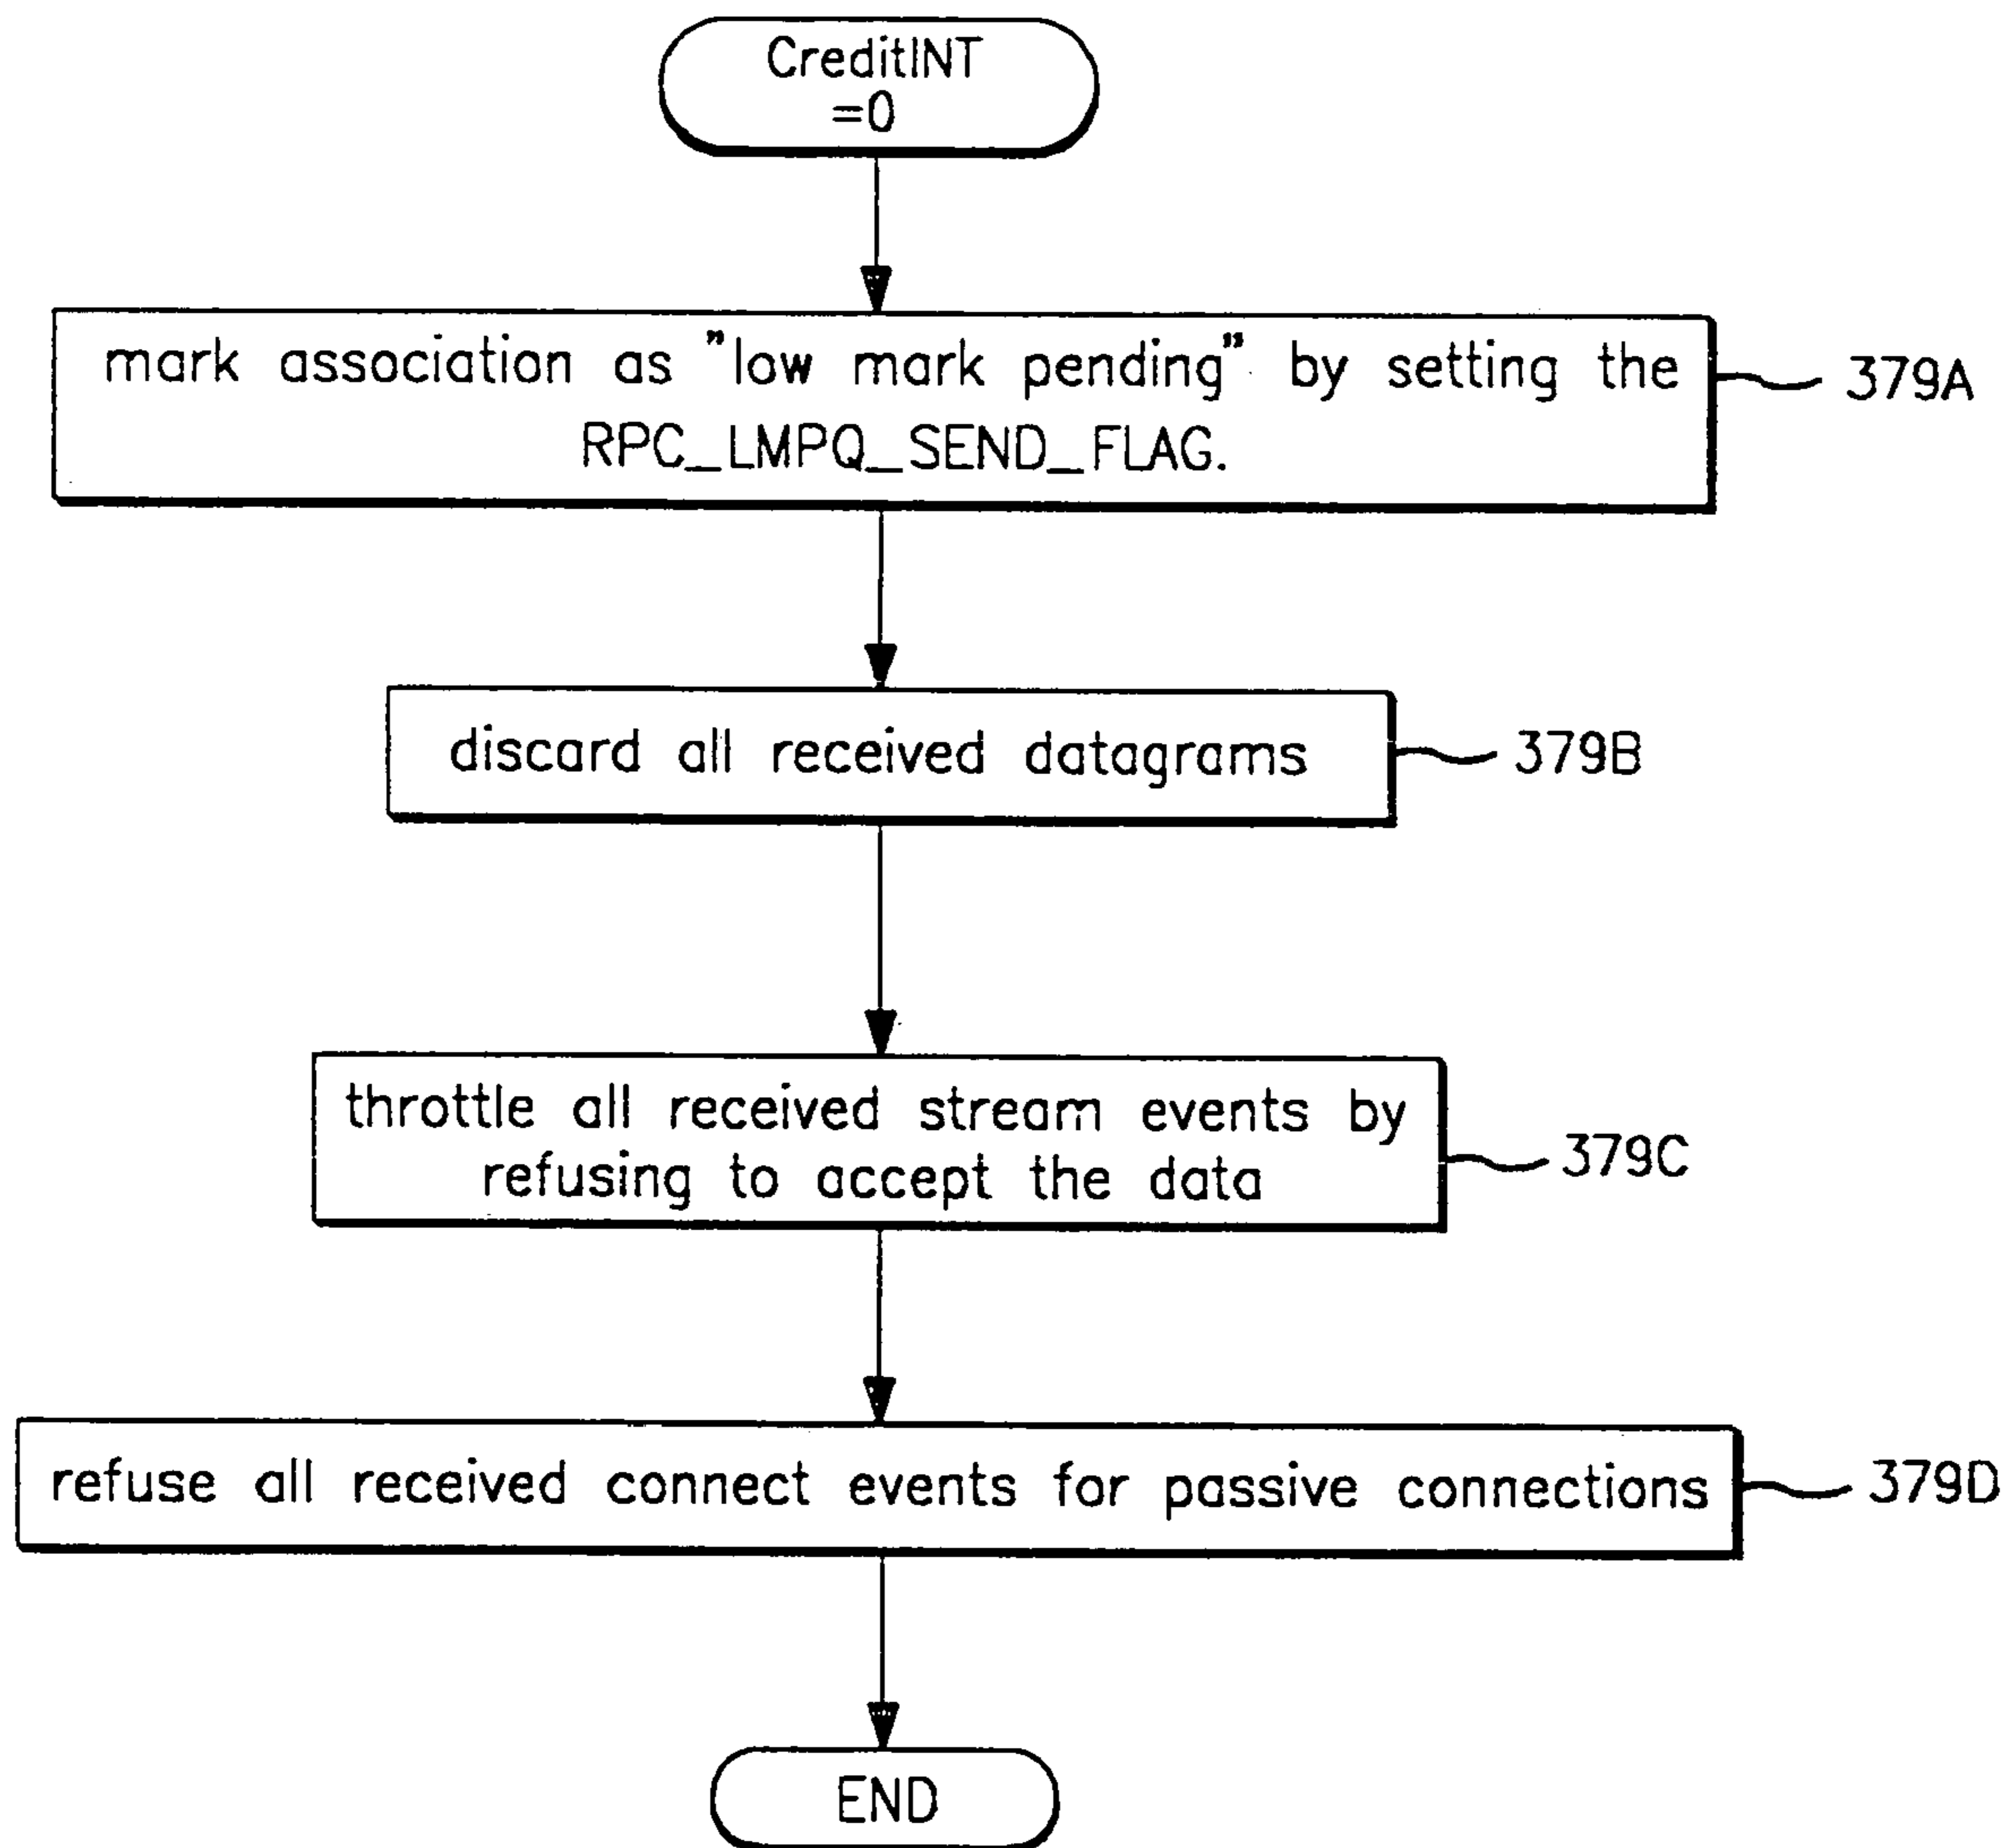 CreditINT
=0
mark association as "low mark pending" by setting the
RPC_LMPQ_SEND_FLAG.
379A
discard all received datagrams
379B
throttle all received stream events by
refusing to accept the data
379C
refuse all received connect events for passive connections
379D
END